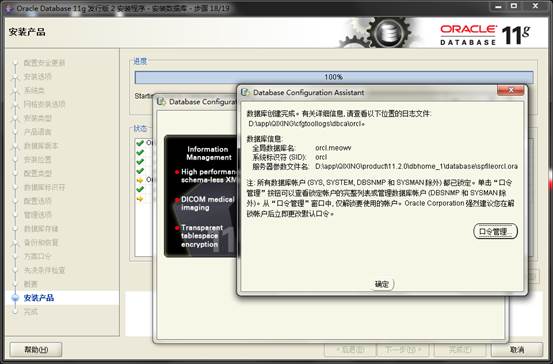 Oracle Database 11g 发行版 2 安装程序 - 安装数据库 - 步骤 18/19
安装产品
ORACLE
DATABASE
11g
配置安全更新
安装选项
系统类
网格安装选项
安装类型
产品语言
数据库版本
安装位置
配置类型
数据库标识符
配置选项
管理选项
数据库存储
备份和恢复
方案口令
先决条件检查
概要
安装产品
完成
进度
100%
Startin
状态
Or
Database Configurat
Information
Management
High performance
schema-less XML
DICOM medical
imaging
Transparent
tablespace
encryption
Database Configuration Assistant
数据库创建完成。有关详细信息, 请查看以下位置的日志文件:
D:\app\QIXING\cfgtoollogs\dbca\orcl。
数据库信息:
全局数据库名: orcl.meowv
系统标识符 (SID): orcl
服务器参数文件名: D:\app\QIXING\product\11.2.0\dbhome_1\database\spfileorcl.ora
注: 所有数据库帐户 (SYS, SYSTEM, DBSNMP 和 SYSMAN 除外) 都已锁定。单击“口令
管理”按钮可以查看锁定帐户的完整列表或管理数据库帐户 (DBSNMP 和 SYSMAN 除
外)。从“口令管理”窗口中, 仅解锁要使用的帐户。Oracle Corporation 强烈建议您在解
锁帐户后立即更改默认口令。
口令管理...
确定
帮助(H)
< 后退(B)
下一步(N) >
完成(F)
取消